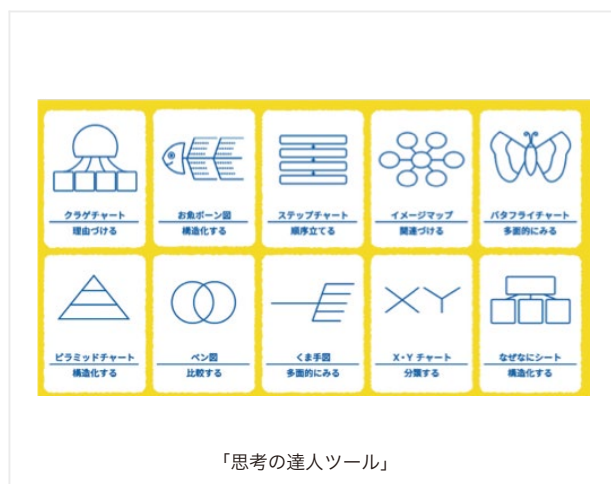 クラゲチャート
理由づける
お魚ボーン図
構造化する
ステップチャート
順序立てる
イメージマップ
関連づける
バタフライチャート
多面的にみる
ピラミッドチャート
構造化する
ベン図
比較する
くま手図
多面的にみる
X・Y チャート
分類する
なぜなにシート
構造化する
「思考の達人ツール」